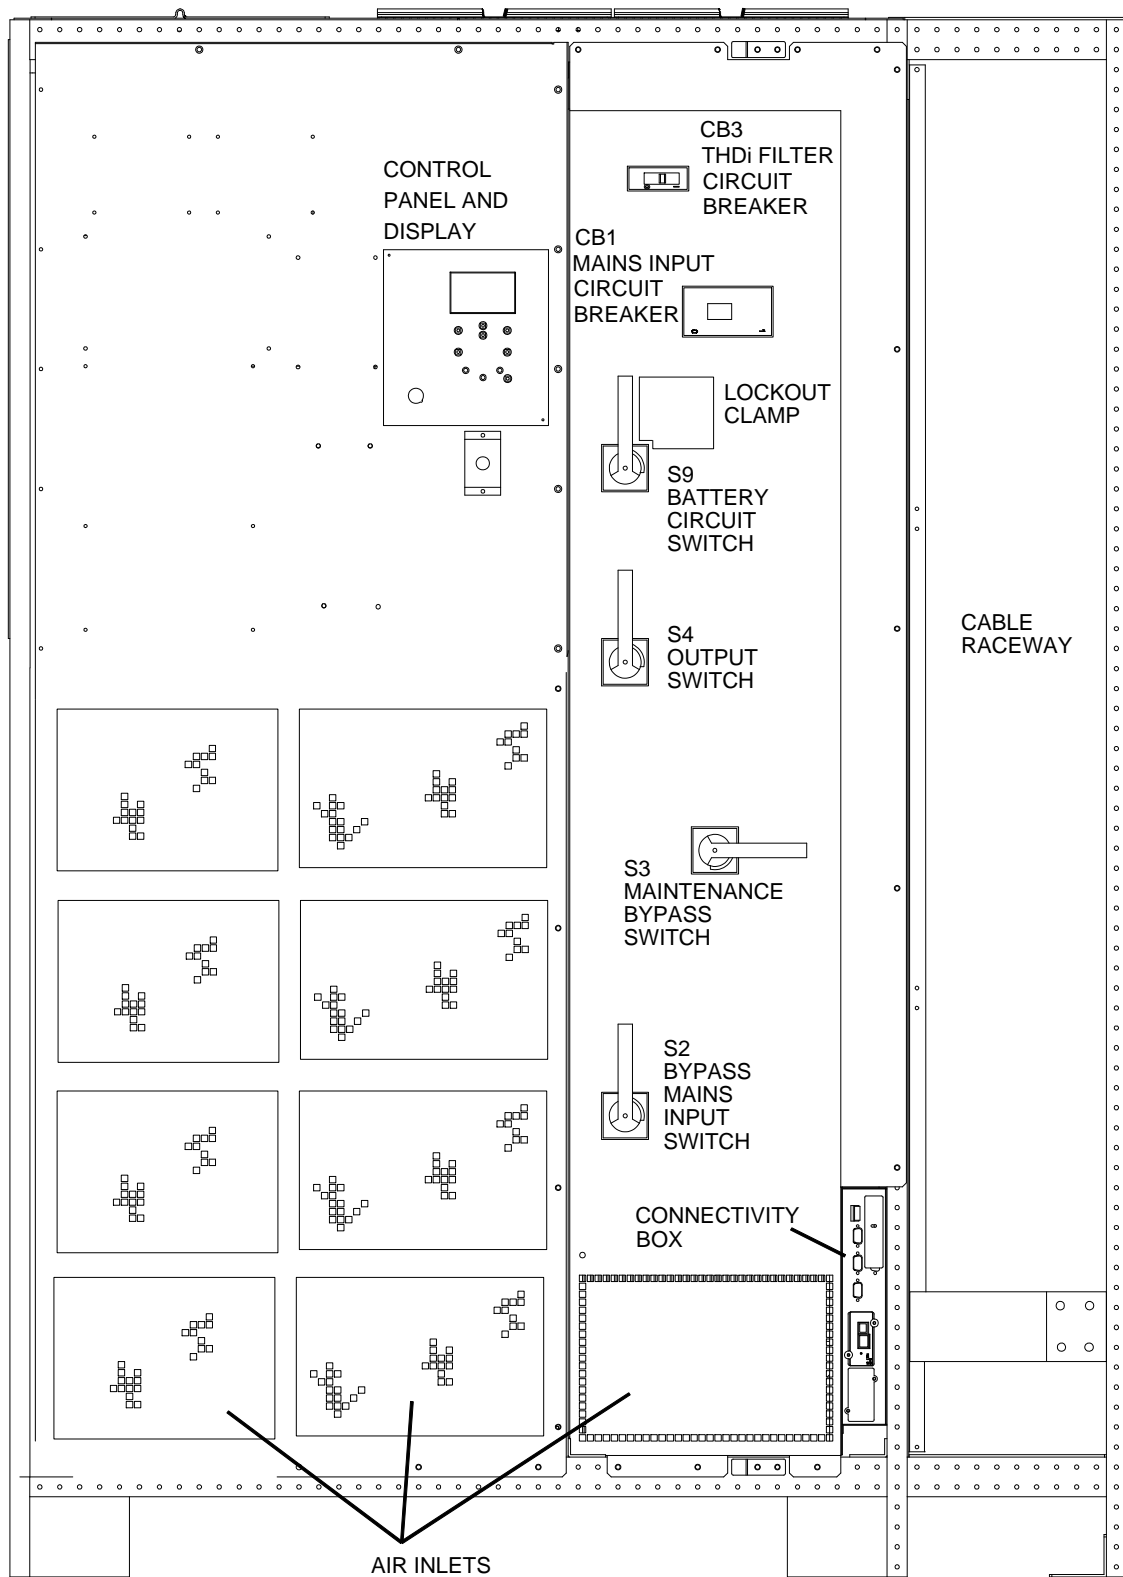 CB3
THDi FILTER
CIRCUIT
BREAKER
CONTROL
PANEL AND
DISPLAY
CB1
MAINS INPUT
CIRCUIT
BREAKER
LOCKOUT
CLAMP
S9
BATTERY
CIRCUIT
SWITCH
S4
OUTPUT
SWITCH
CABLE
RACEWAY
S3
MAINTENANCE
BYPASS
SWITCH
S2
BYPASS
MAINS
INPUT
SWITCH
CONNECTIVITY
BOX
AIR INLETS